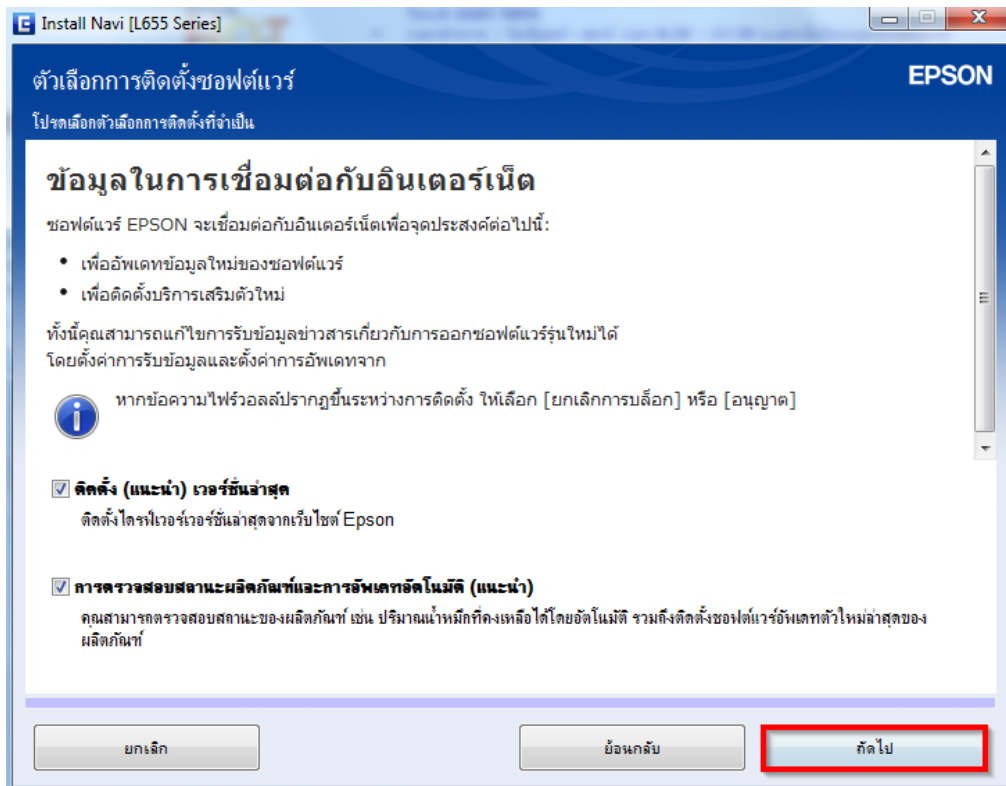 Install Navi [L655 Series]
ตัวเลือกการติดตั้งซอฟต์แวร์
EPSON
โปรดเลือกตัวเลือกการติดตั้งที่จำเป็น
ข้อมูลในการเชื่อมต่อกับอินเตอร์เน็ต
ซอฟต์แวร์ EPSON จะเชื่อมต่อกับอินเตอร์เน็ตเพื่อจุดประสงค์ต่อไปนี้:
• เพื่ออัพเดทข้อมูลใหม่ของซอฟต์แวร์
• เพื่อติดตั้งบริการเสริมตัวใหม่
ทั้งนี้คุณสามารถแก้ไขการรับข้อมูลข่าวสารเกี่ยวกับการออกซอฟต์แวร์รุ่นใหม่ได้
โดยตั้งค่าการรับข้อมูลและตั้งค่าการอัพเดทจาก
หากข้อความไฟร์วอลล์ปรากฏขึ้นระหว่างการติดตั้ง ให้เลือก [ยกเลิกการบล็อก] หรือ [อนุญาต]
ติดตั้ง (แนะนำ) เวอร์ชั่นล่าสุด
ติดตั้งไดรฟ์เวอร์เวอร์ชั่นล่าสุดจากเว็บไซต์ Epson
การตรวจสอบสถานะผลิตภัณฑ์และการอัพเดทอัตโนมัติ (แนะนำ)
คุณสามารถตรวจสอบสถานะของผลิตภัณฑ์ เช่น ปริมาณน้ำหมึกที่คงเหลือได้โดยอัตโนมัติ รวมถึงติดตั้งซอฟต์แวร์อัพเดทตัวใหม่ล่าสุดของ
ผลิตภัณฑ์
ยกเลิก
ย้อนกลับ
ถัดไป